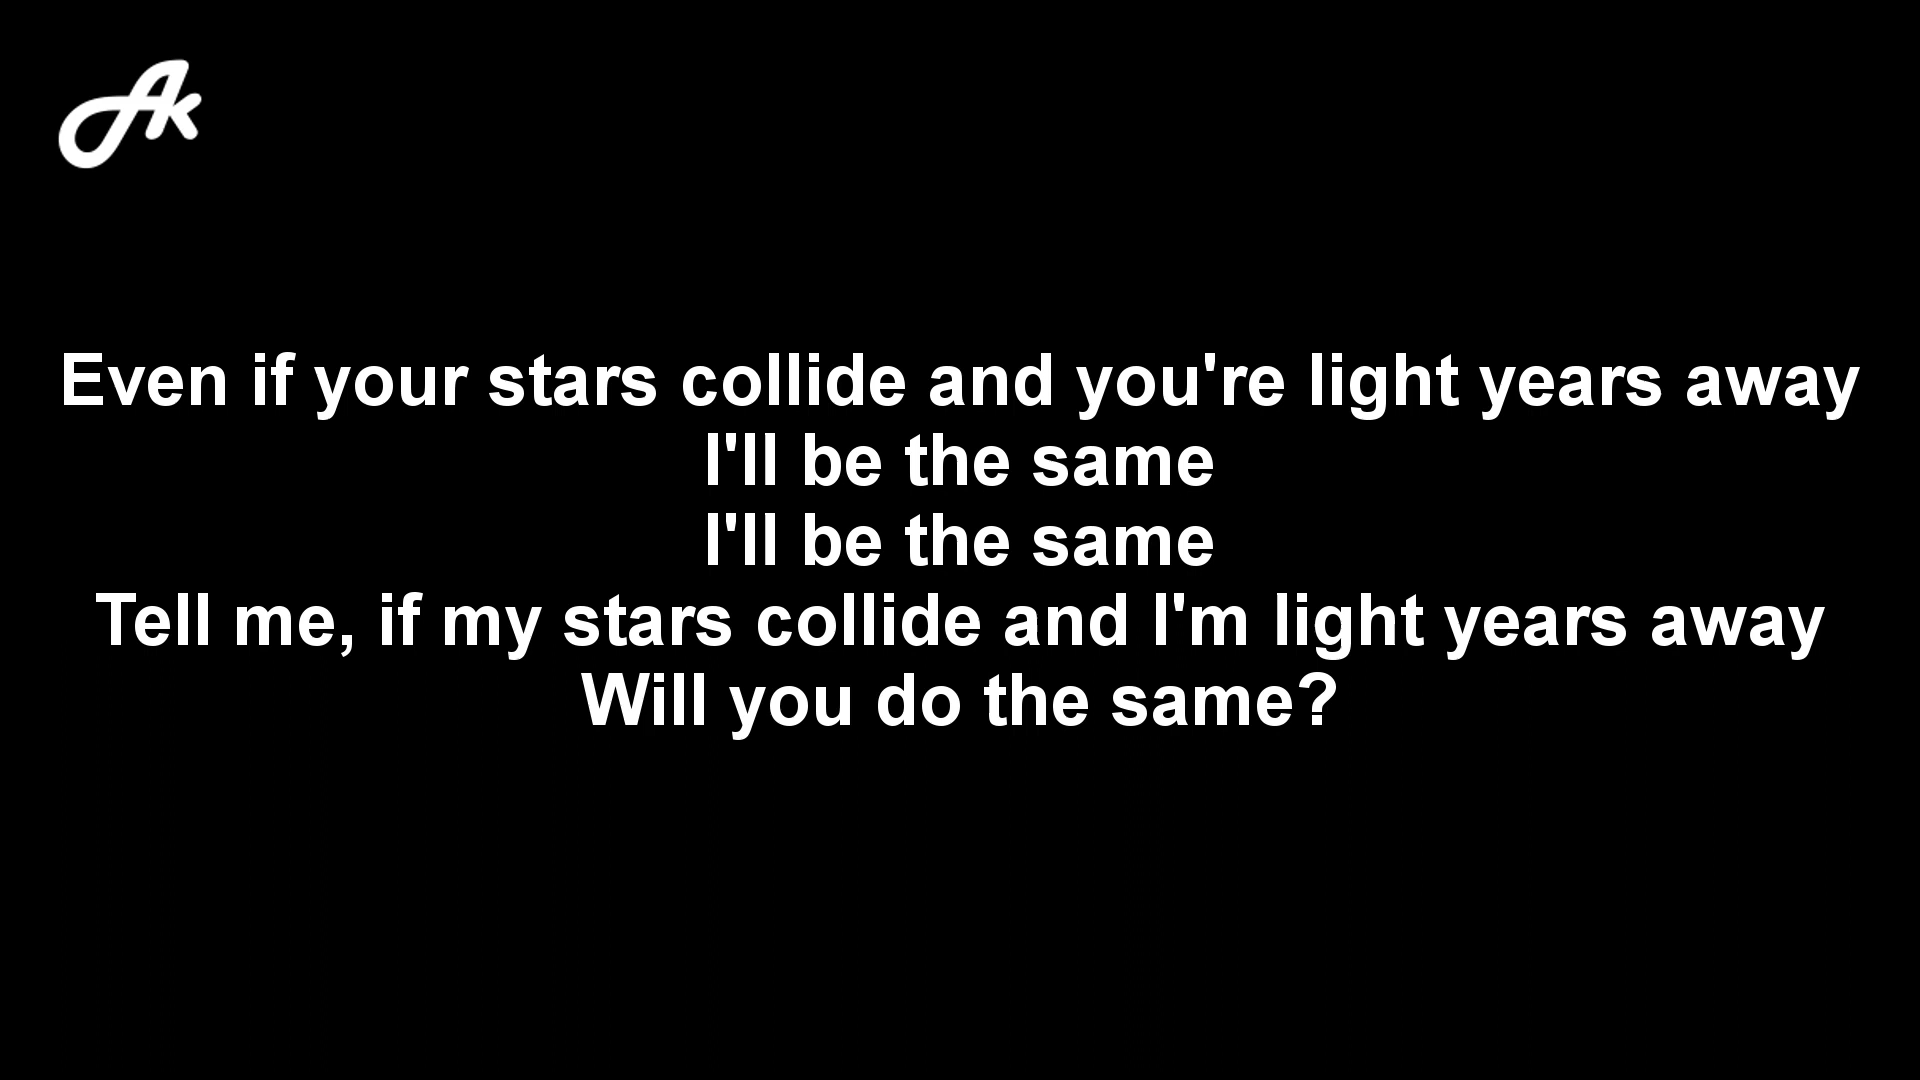 Ak
Even if your stars collide and you're light years away
I'll be the same
I'll be the same
Tell me, if my stars collide and I'm light years away
Will you do the same?